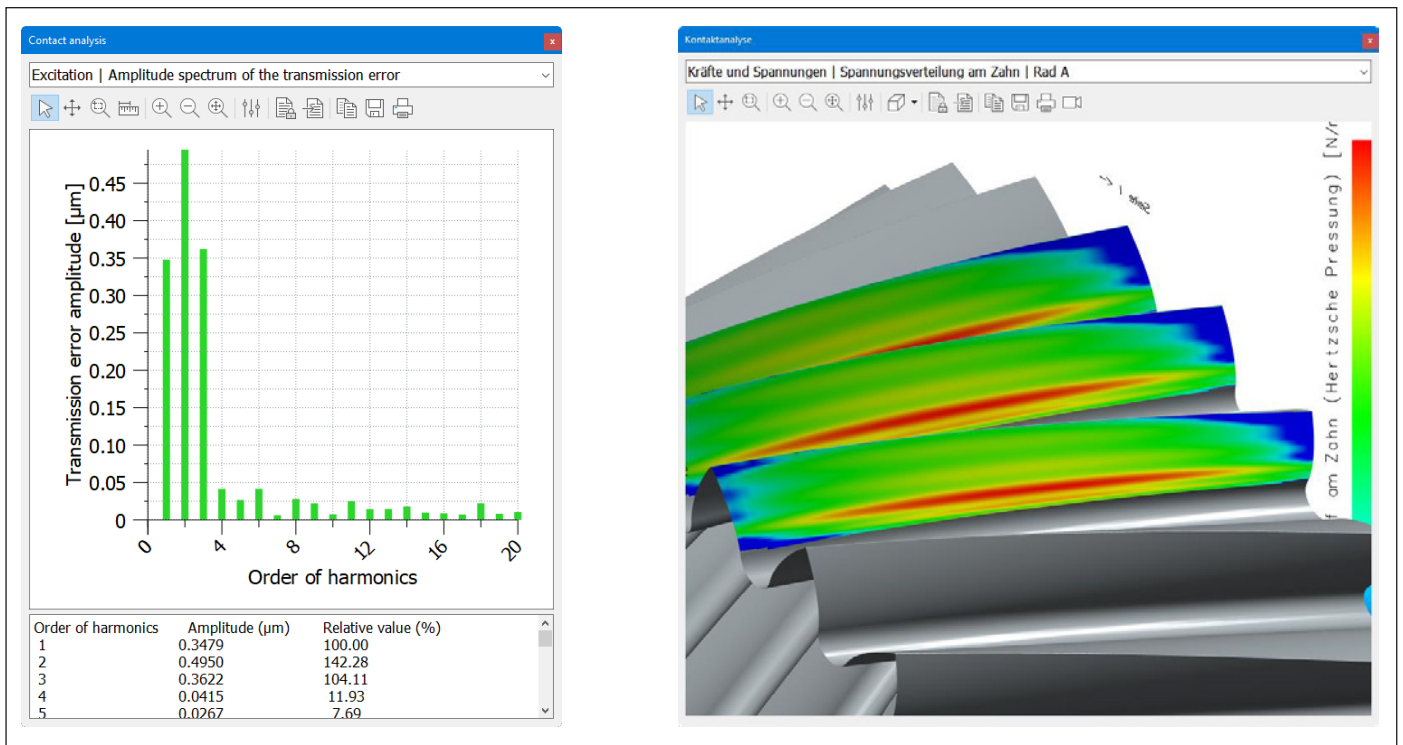 Contact analysis
x
Excitation | Amplitude spectrum of the transmission error
Transmission error amplitude [µm]
0.45
0.40
0.35
0.30
0.25
0.20
0.15
0.10
0.05
0
0 4 8 12 16 20
Order of harmonics
Order of harmonics Amplitude (µm) Relative value (%)
1 0.3479 100.00
2 0.4950 142.28
3 0.3622 104.11
4 0.0415 11.93
5 0.0267 7.69
Kontaktanalyse
x
Kräfte und Spannungen | Spannungsverteilung am Zahn | Rad A
am Zahn (Hertzsche Pressung)